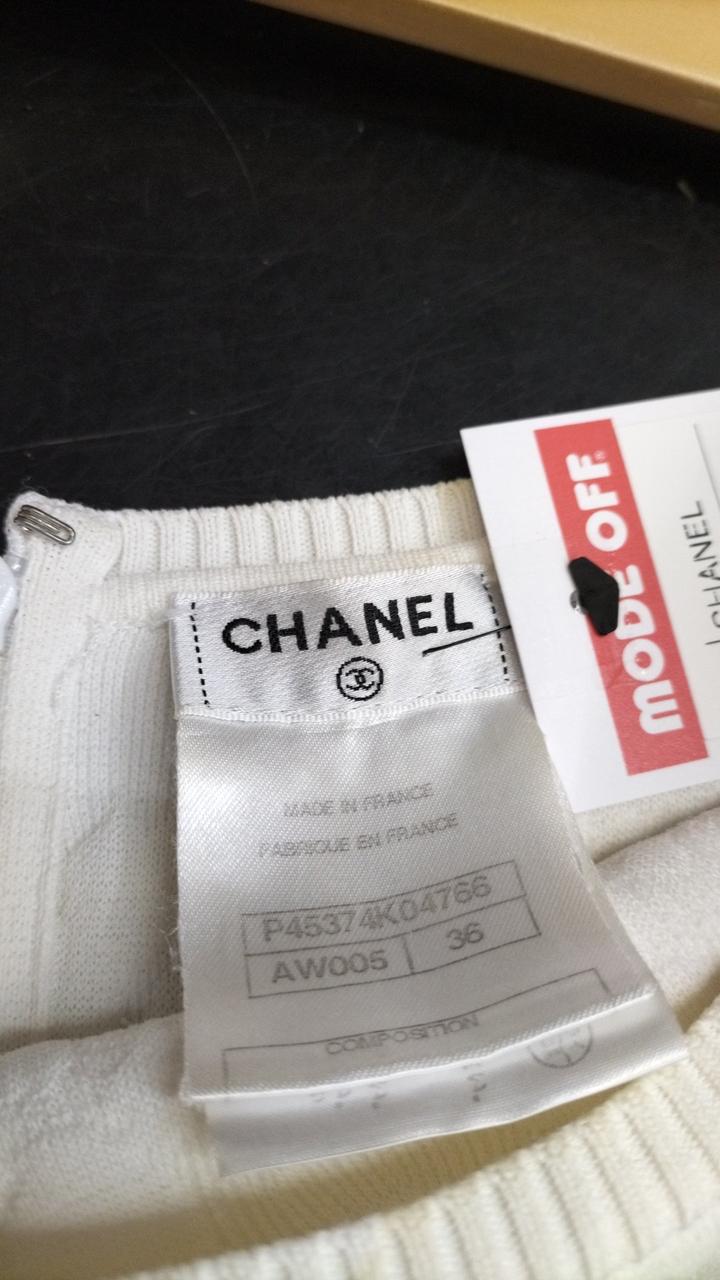 CHANEL
MADE IN FRANCE
FABRIQUE EN FRANCE
P45374K04766
AW005
36
COMPOSITION
MODE OFF®
CHANEL